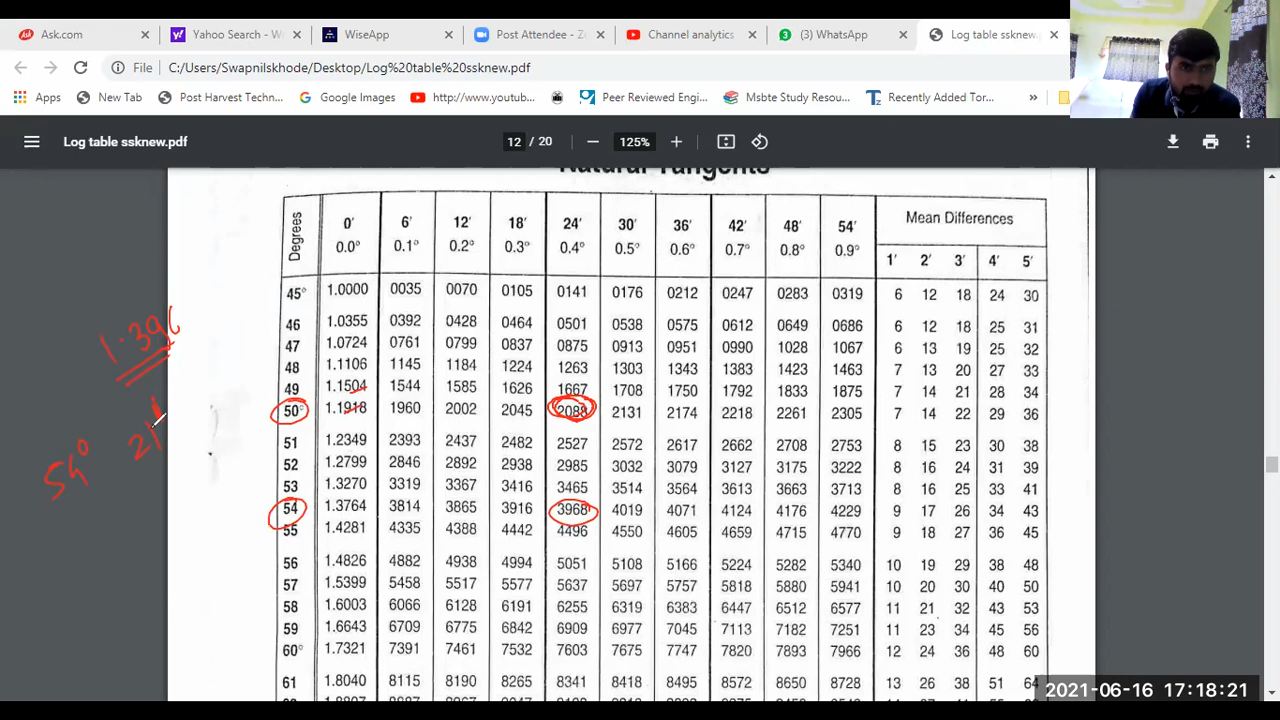 Ask.com
Yahoo Search - W
WiseApp
Post Attendee - Zo
Channel analytics
3
(3) WhatsApp
Log table ssknew.p
File
C:/Users/Swapnilskhode/Desktop/Log%20table%20ssknew.pdf
Apps
New Tab
Post Harvest Techn...
Google Images
http://www.youtub...
Peer Reviewed Engi...
Msbte Study Resou...
Recently Added Tor...
»
Log table ssknew.pdf
12 / 20
125%
Natural Tangents
Degrees 0′ 6′ 12′ 18′ 24′ 30′ 36′ 42′ 48′ 54′ Mean Differences
0.0° 0.1° 0.2° 0.3° 0.4° 0.5° 0.6° 0.7° 0.8° 0.9° 1′ 2′ 3′ 4′ 5′
45° 1.0000 0035 0070 0105 0141 0176 0212 0247 0283 0319 6 12 18 24 30
46 1.0355 0392 0428 0464 0501 0538 0575 0612 0649 0686 6 12 18 25 31
47 1.0724 0761 0799 0837 0875 0913 0951 0990 1028 1067 6 13 19 25 32
48 1.1106 1145 1184 1224 1263 1303 1343 1383 1423 1463 7 13 20 27 33
49 1.1504 1544 1585 1626 1667 1708 1750 1792 1833 1875 7 14 21 28 34
50° 1.1918 1960 2002 2045 2088 2131 2174 2218 2261 2305 7 14 22 29 36
51 1.2349 2393 2437 2482 2527 2572 2617 2662 2708 2753 8 15 23 30 38
52 1.2799 2846 2892 2938 2985 3032 3079 3127 3175 3222 8 16 24 31 39
53 1.3270 3319 3367 3416 3465 3514 3564 3613 3663 3713 8 16 25 33 41
54 1.3764 3814 3865 3916 3968 4019 4071 4124 4176 4229 9 17 26 34 43
55 1.4281 4335 4388 4442 4496 4550 4605 4659 4715 4770 9 18 27 36 45
56 1.4826 4882 4938 4994 5051 5108 5166 5224 5282 5340 10 19 29 38 48
57 1.5399 5458 5517 5577 5637 5697 5757 5818 5880 5941 10 20 30 40 50
58 1.6003 6066 6128 6191 6255 6319 6383 6447 6512 6577 11 21 32 43 53
59 1.6643 6709 6775 6842 6909 6977 7045 7113 7182 7251 11 23 34 45 56
60° 1.7321 7391 7461 7532 7603 7675 7747 7820 7893 7966 12 24 36 48 60
61 1.8040 8115 8190 8265 8341 8418 8495 8572 8650 8728 13 26 38 51 64
1.396
54° 21
2021-06-16 17:18:21